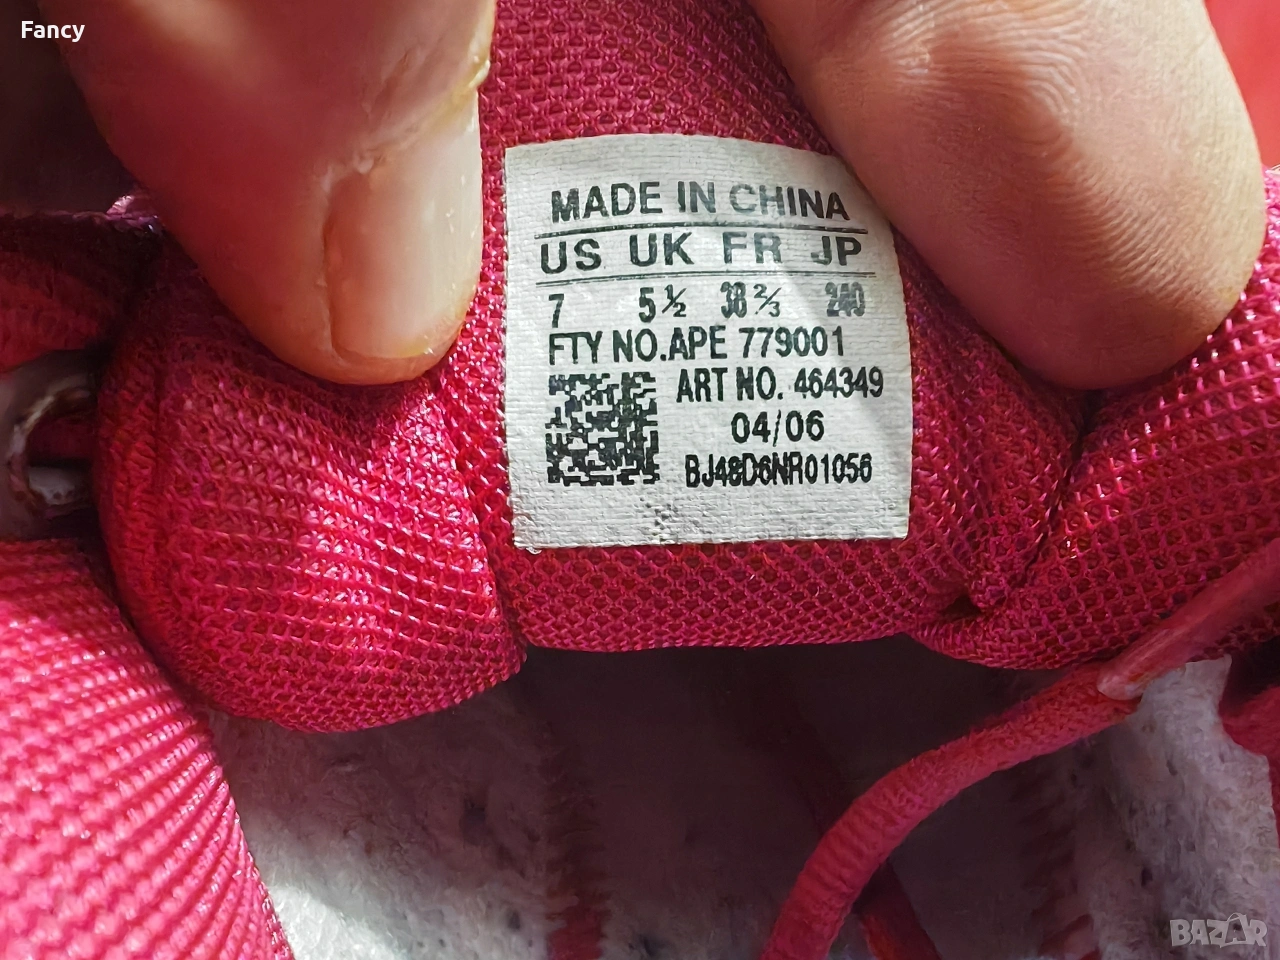 Fancy
MADE IN CHINA
US UK FR JP
7 5½ 38⅔ 240
FTY NO.APE 779001
ART NO. 464349
04/06
BJ48D6NR01056
BAZAR